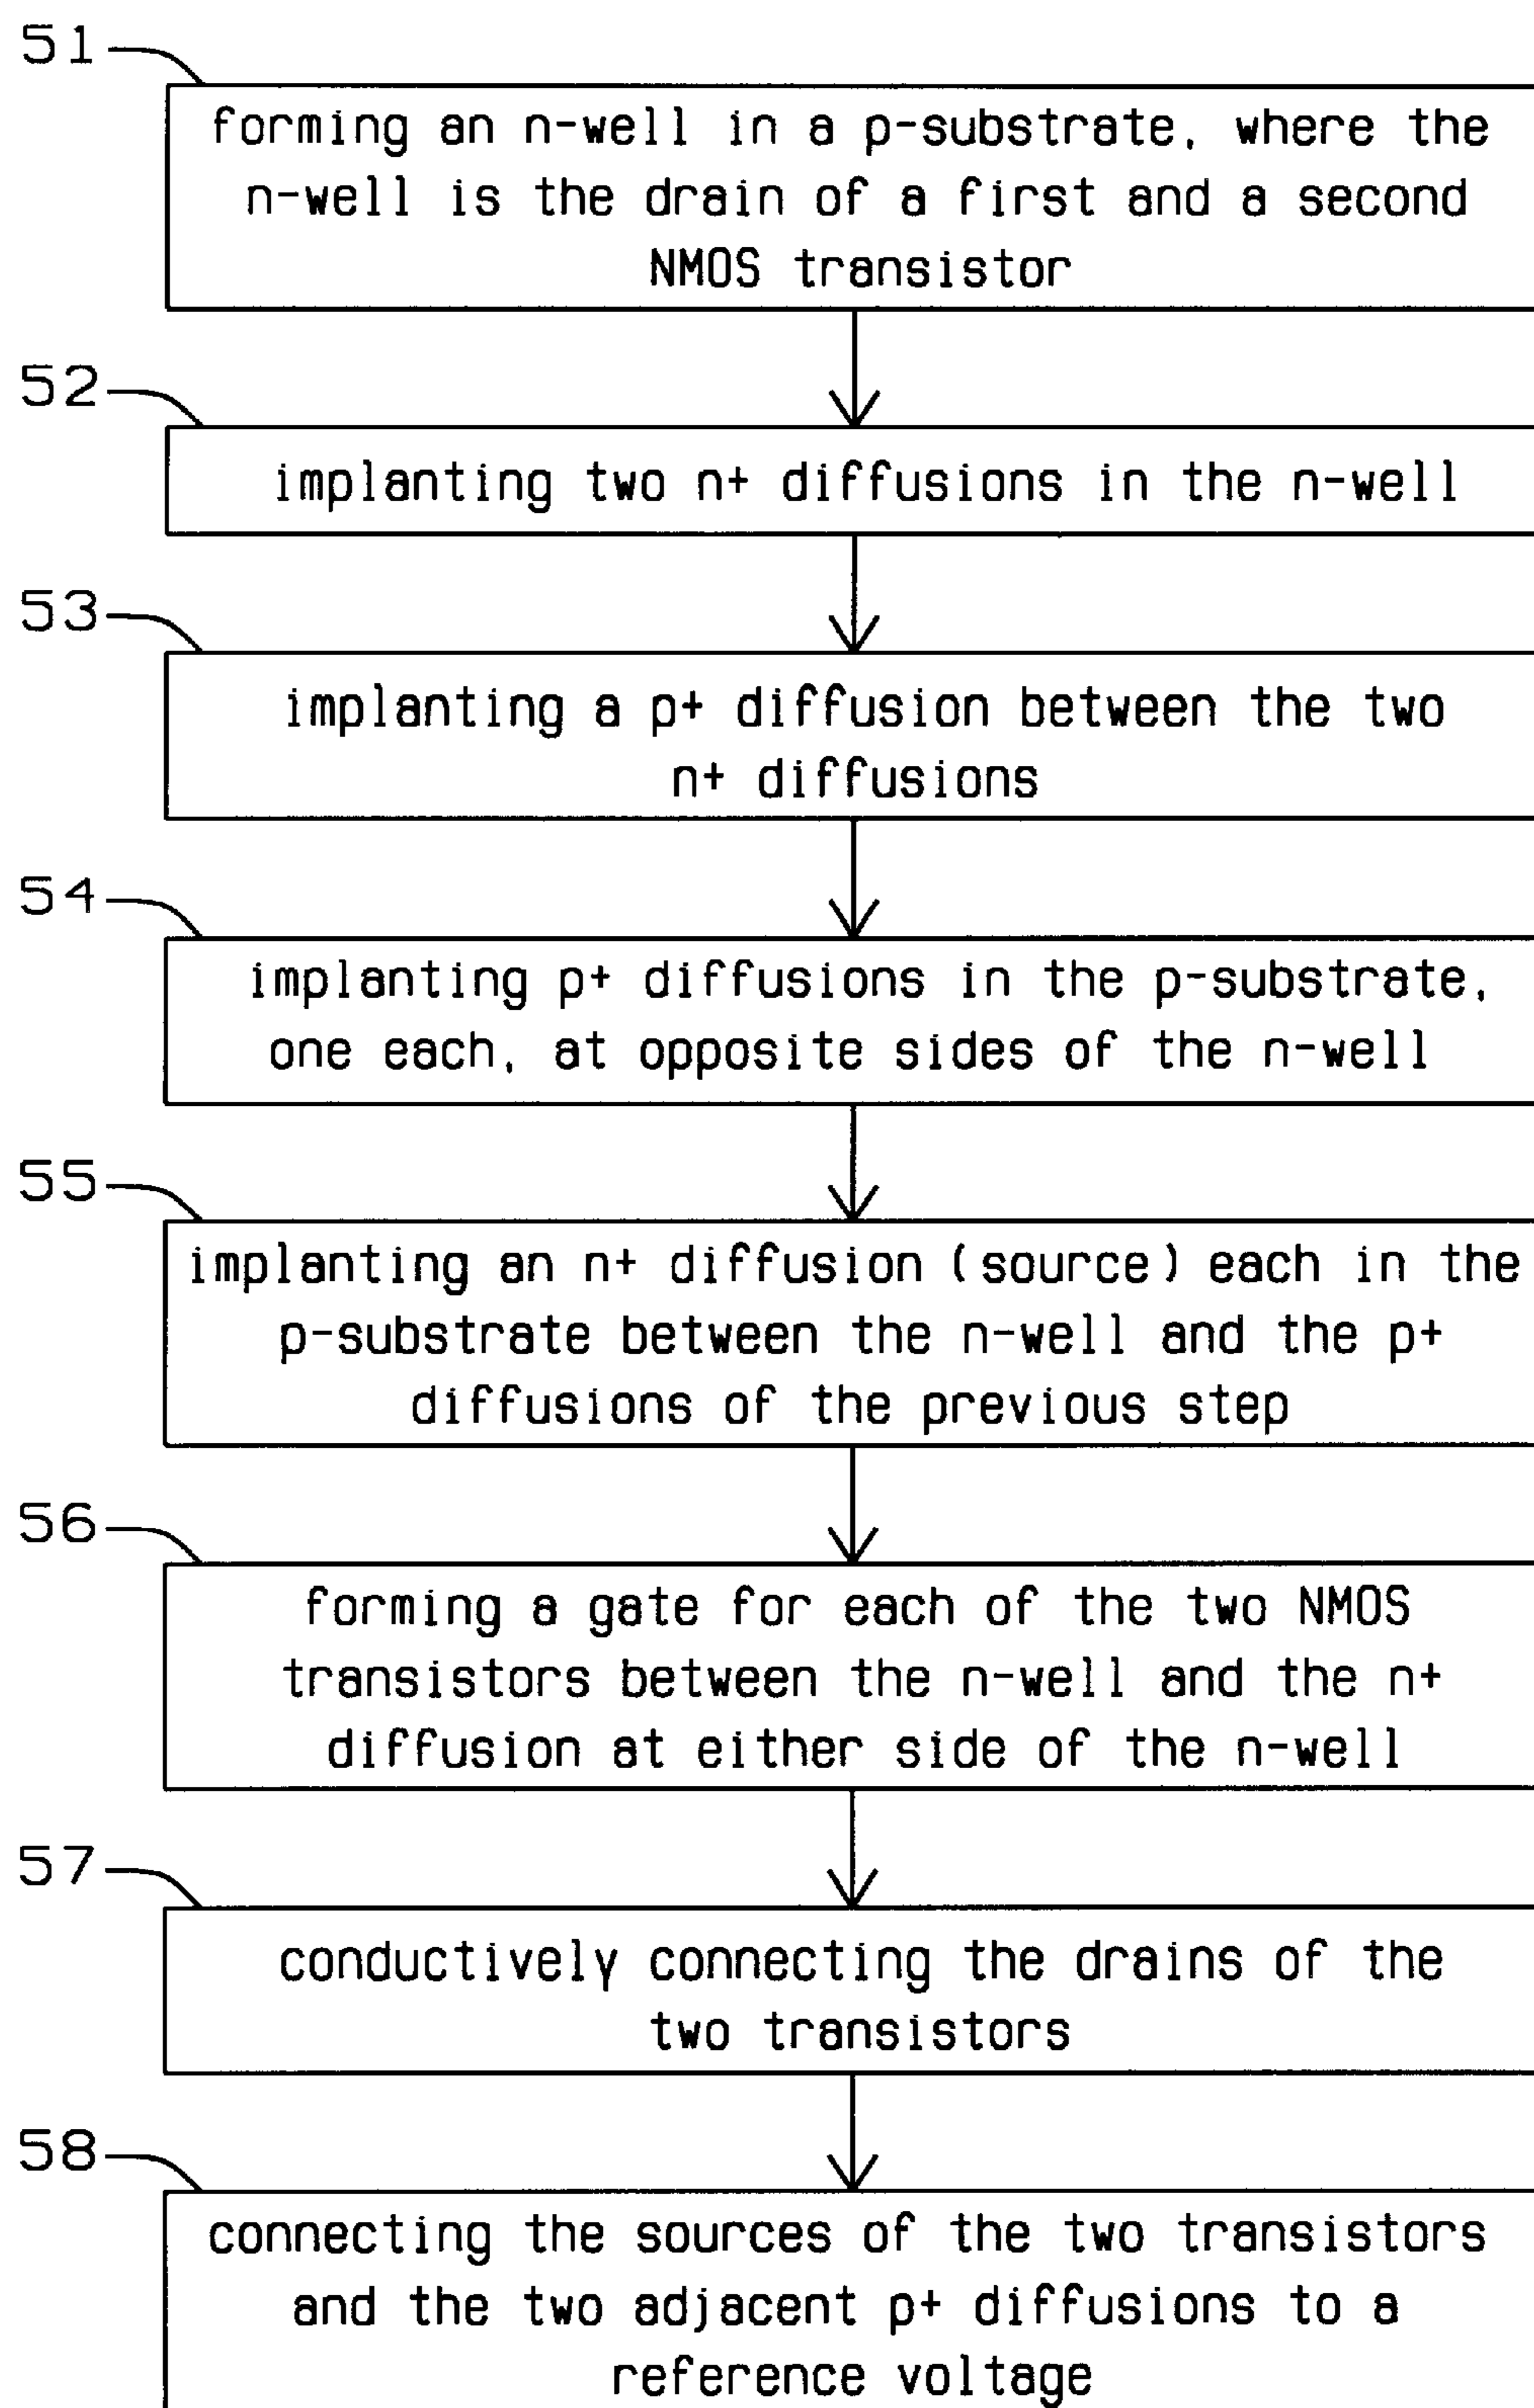 51
forming an n-well in a p-substrate, where the
n-well is the drain of a first and a second
NMOS transistor
52
implanting two n+ diffusions in the n-well
53
implanting a p+ diffusion between the two
n+ diffusions
54
implanting p+ diffusions in the p-substrate,
one each, at opposite sides of the n-well
55
implanting an n+ diffusion (source) each in the
p-substrate between the n-well and the p+
diffusions of the previous step
56
forming a gate for each of the two NMOS
transistors between the n-well and the n+
diffusion at either side of the n-well
57
conductively connecting the drains of the
two transistors
58
connecting the sources of the two transistors
and the two adjacent p+ diffusions to a
reference voltage